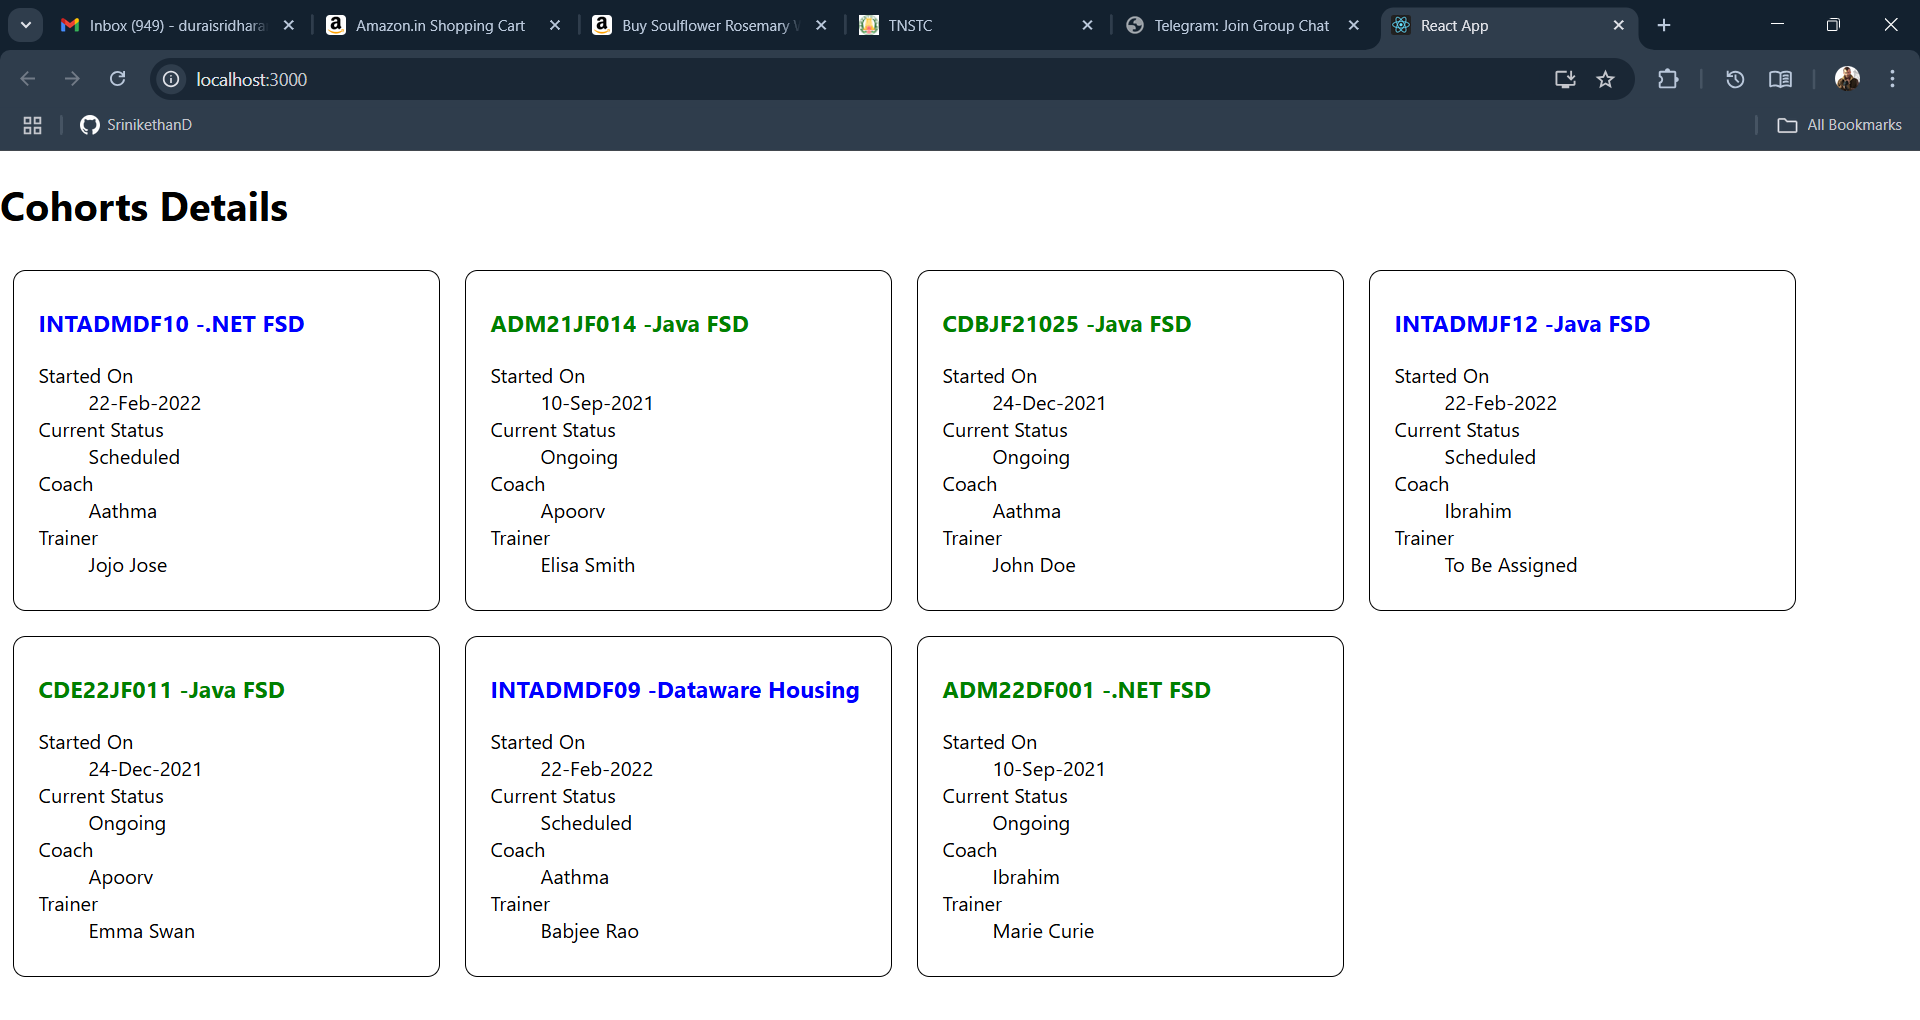 Inbox (949) - duraisridhara
Amazon.in Shopping Cart
Buy Soulflower Rosemary
TNSTC
Telegram: Join Group Chat
React App
localhost:3000
SrinikethanD
All Bookmarks
Cohorts Details
INTADMDF10 -.NET FSD
Started On
22-Feb-2022
Current Status
Scheduled
Coach
Aathma
Trainer
Jojo Jose
ADM21JF014 -Java FSD
Started On
10-Sep-2021
Current Status
Ongoing
Coach
Apoorv
Trainer
Elisa Smith
CDBJF21025 -Java FSD
Started On
24-Dec-2021
Current Status
Ongoing
Coach
Aathma
Trainer
John Doe
INTADMJF12 -Java FSD
Started On
22-Feb-2022
Current Status
Scheduled
Coach
Ibrahim
Trainer
To Be Assigned
CDE22JF011 -Java FSD
Started On
24-Dec-2021
Current Status
Ongoing
Coach
Apoorv
Trainer
Emma Swan
INTADMDF09 -Dataware Housing
Started On
22-Feb-2022
Current Status
Scheduled
Coach
Aathma
Trainer
Babjee Rao
ADM22DF001 -.NET FSD
Started On
10-Sep-2021
Current Status
Ongoing
Coach
Ibrahim
Trainer
Marie Curie